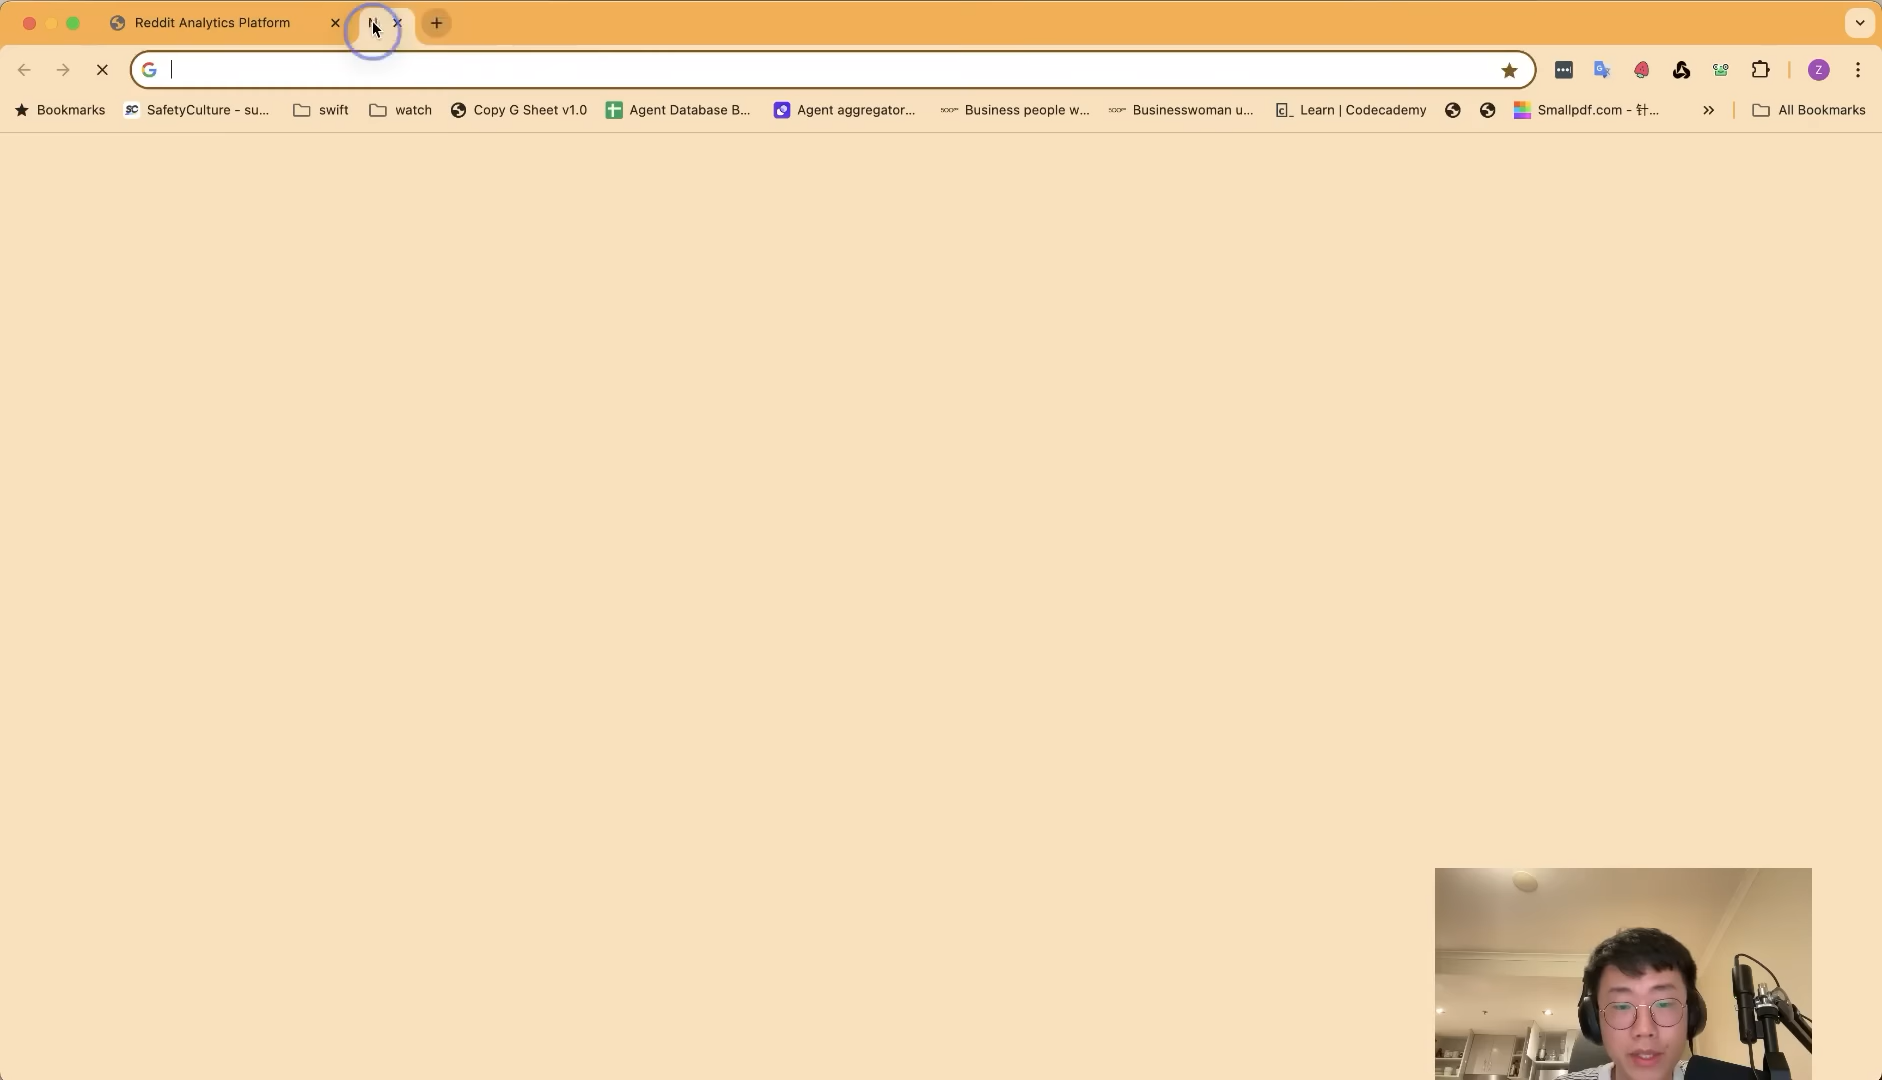 Reddit Analytics Platform
Bookmarks SC SafetyCulture - su... swift watch Copy G Sheet v1.0 Agent Database B... Agent aggregator... Business people w... Businesswoman u... Learn | Codecademy Smallpdf.com - 针... All Bookmarks
Z